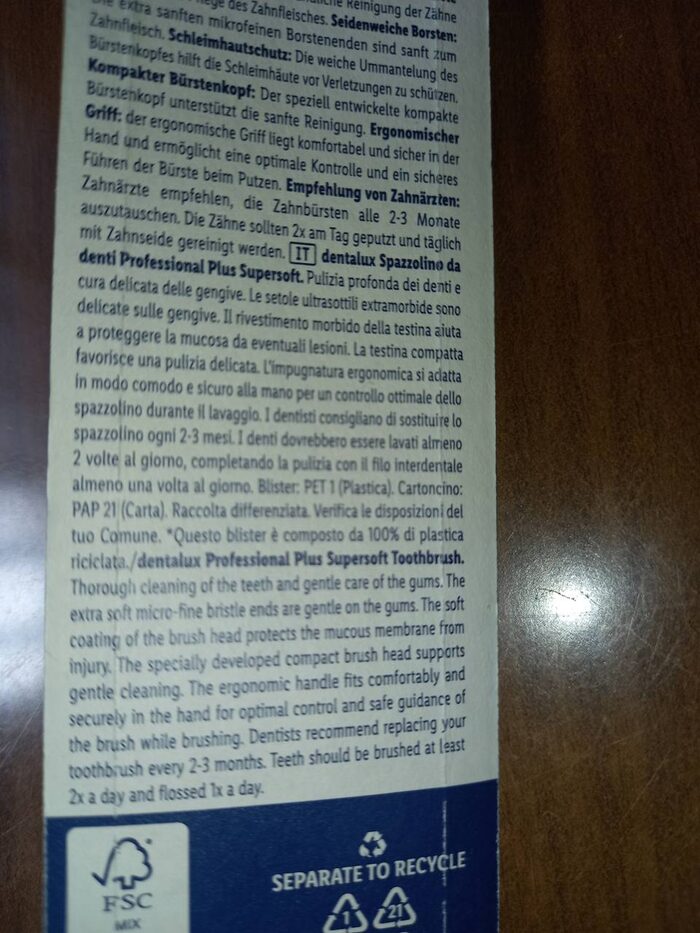 Pflege des Zahnfleisches. Seidenweiche Borsten:
Die extra sanften mikrofeinen Borstenenden sind sanft zum
Zahnfleisch. Schleimhautschutz: Die weiche Ummantelung des
Bürstenkopfes hilft die Schleimhäute vor Verletzungen zu schützen.
Kompakter Bürstenkopf: Der speziell entwickelte kompakte
Bürstenkopf unterstützt die sanfte Reinigung. Ergonomischer
Griff: der ergonomische Griff liegt komfortabel und sicher in der
Hand und ermöglicht eine optimale Kontrolle und ein sicheres
Führen der Bürste beim Putzen. Empfehlung von Zahnärzten:
Zahnärzte empfehlen, die Zahnbürsten alle 2-3 Monate
auszutauschen. Die Zähne sollten 2x am Tag geputzt und täglich
mit Zahnseide gereinigt werden. IT dentalux Spazzolino da
denti Professional Plus Supersoft. Pulizia profonda dei denti e
cura delicata delle gengive. Le setole ultrasottili extramorbide sono
delicate sulle gengive. Il rivestimento morbido della testina aiuta
a proteggere la mucosa da eventuali lesioni. La testina compatta
favorisce una pulizia delicata. L'impugnatura ergonomica si adatta
in modo comodo e sicuro alla mano per un controllo ottimale dello
spazzolino durante il lavaggio. I dentisti consigliano di sostituire lo
spazzolino ogni 2-3 mesi. I denti dovrebbero essere lavati almeno
2 volte al giorno, completando la pulizia con il filo interdentale
almeno una volta al giorno. Blister: PET 1 (Plastica). Cartoncino:
PAP 21 (Carta). Raccolta differenziata. Verifica le disposizioni del
tuo Comune. *Questo blister è composto da 100% di plastica
riciclata./dentalux Professional Plus Supersoft Toothbrush.
Thorough cleaning of the teeth and gentle care of the gums. The
extra soft micro-fine bristle ends are gentle on the gums. The soft
coating of the brush head protects the mucous membrane from
injury. The specially developed compact brush head supports
gentle cleaning. The ergonomic handle fits comfortably and
securely in the hand for optimal control and safe guidance of
the brush while brushing. Dentists recommend replacing your
toothbrush every 2-3 months. Teeth should be brushed at least
2x a day and flossed 1x a day.
FSC
MIX
SEPARATE TO RECYCLE
1 21